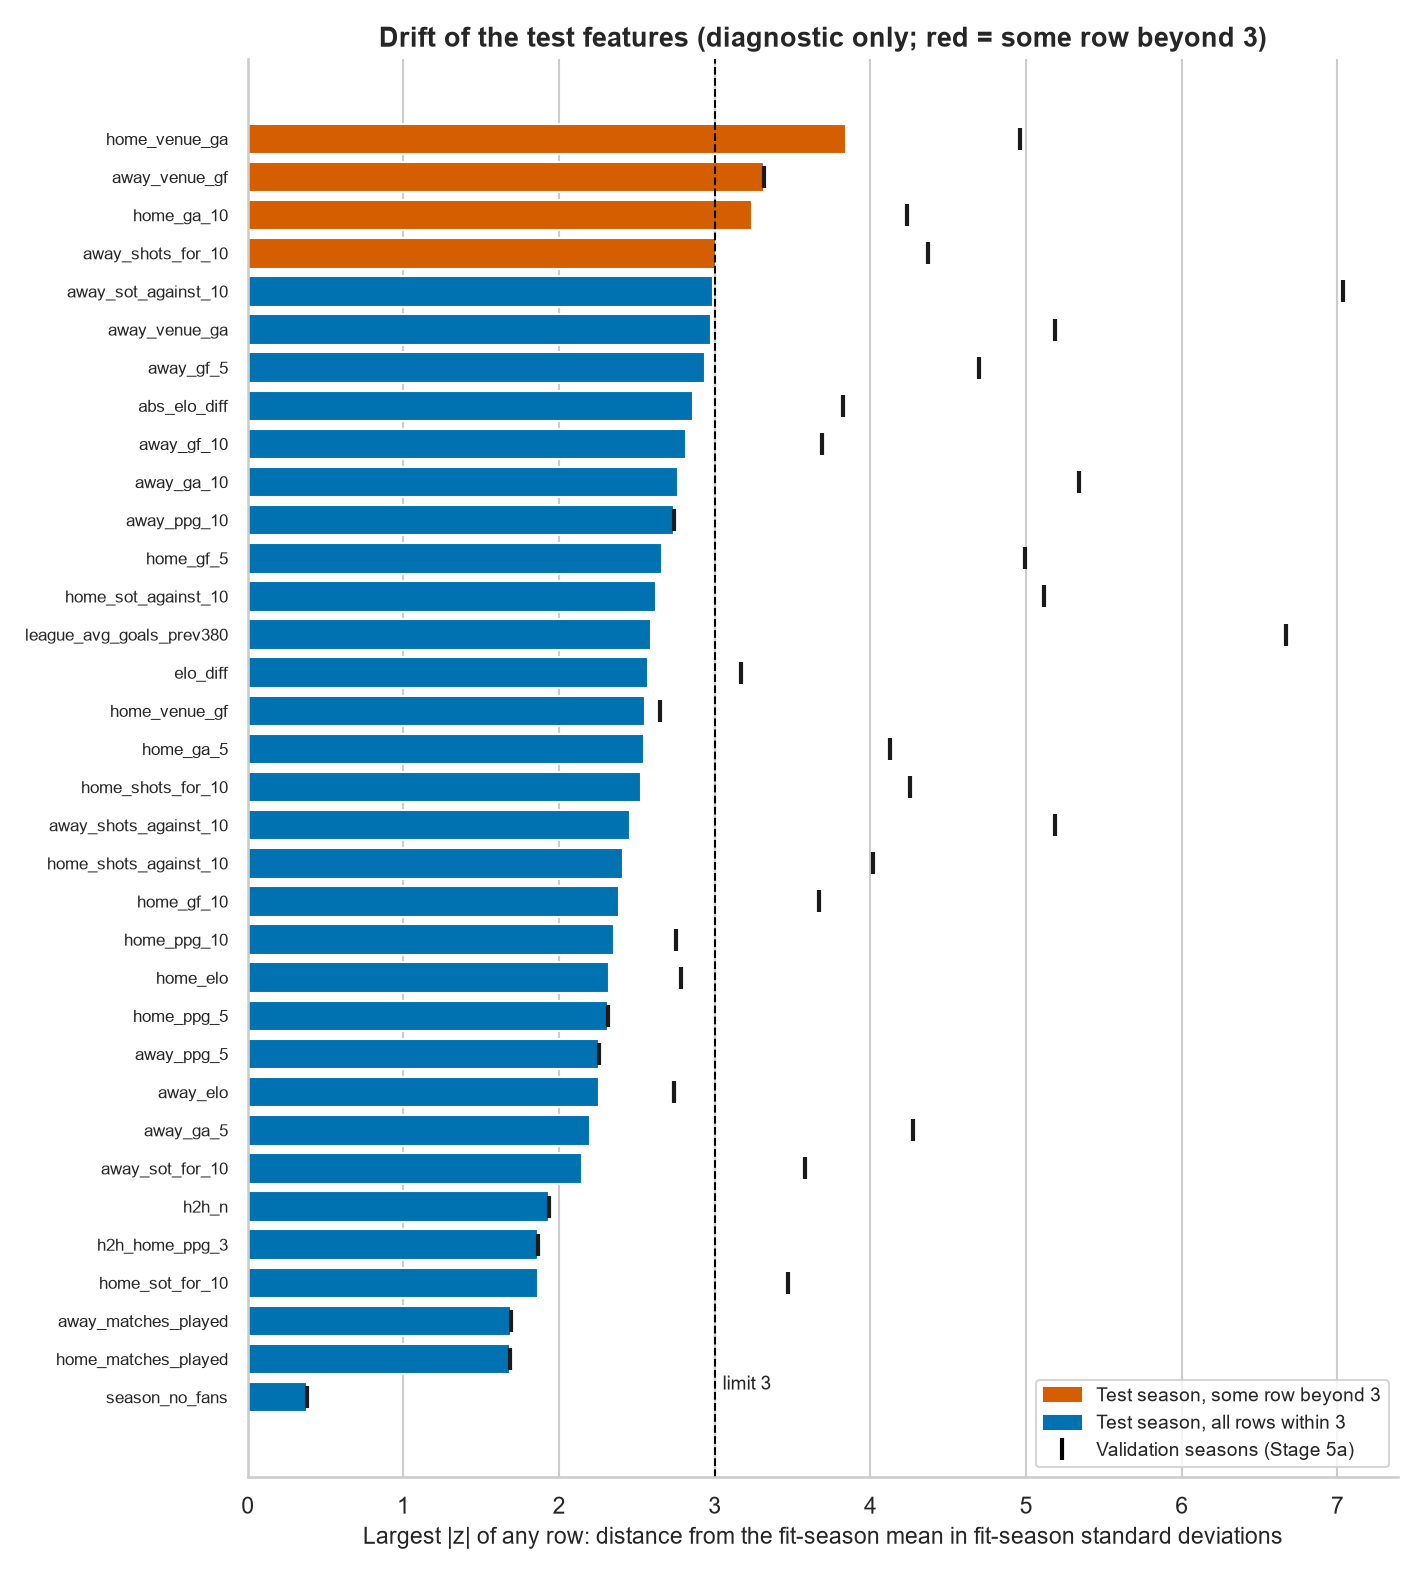 Drift of the test features (diagnostic only; red = some row beyond 3)
home_venue_ga
away_venue_gf
home_ga_10
away_shots_for_10
away_sot_against_10
away_venue_ga
away_gf_5
abs_elo_diff
away_gf_10
away_ga_10
away_ppg_10
home_gf_5
home_sot_against_10
league_avg_goals_prev380
elo_diff
home_venue_gf
home_ga_5
home_shots_for_10
away_shots_against_10
home_shots_against_10
home_gf_10
home_ppg_10
home_elo
home_ppg_5
away_ppg_5
away_elo
away_ga_5
away_sot_for_10
h2h_n
h2h_home_ppg_3
home_sot_for_10
away_matches_played
home_matches_played
season_no_fans
limit 3
Test season, some row beyond 3
Test season, all rows within 3
Validation seasons (Stage 5a)
0 1 2 3 4 5 6 7
Largest |z| of any row: distance from the fit-season mean in fit-season standard deviations